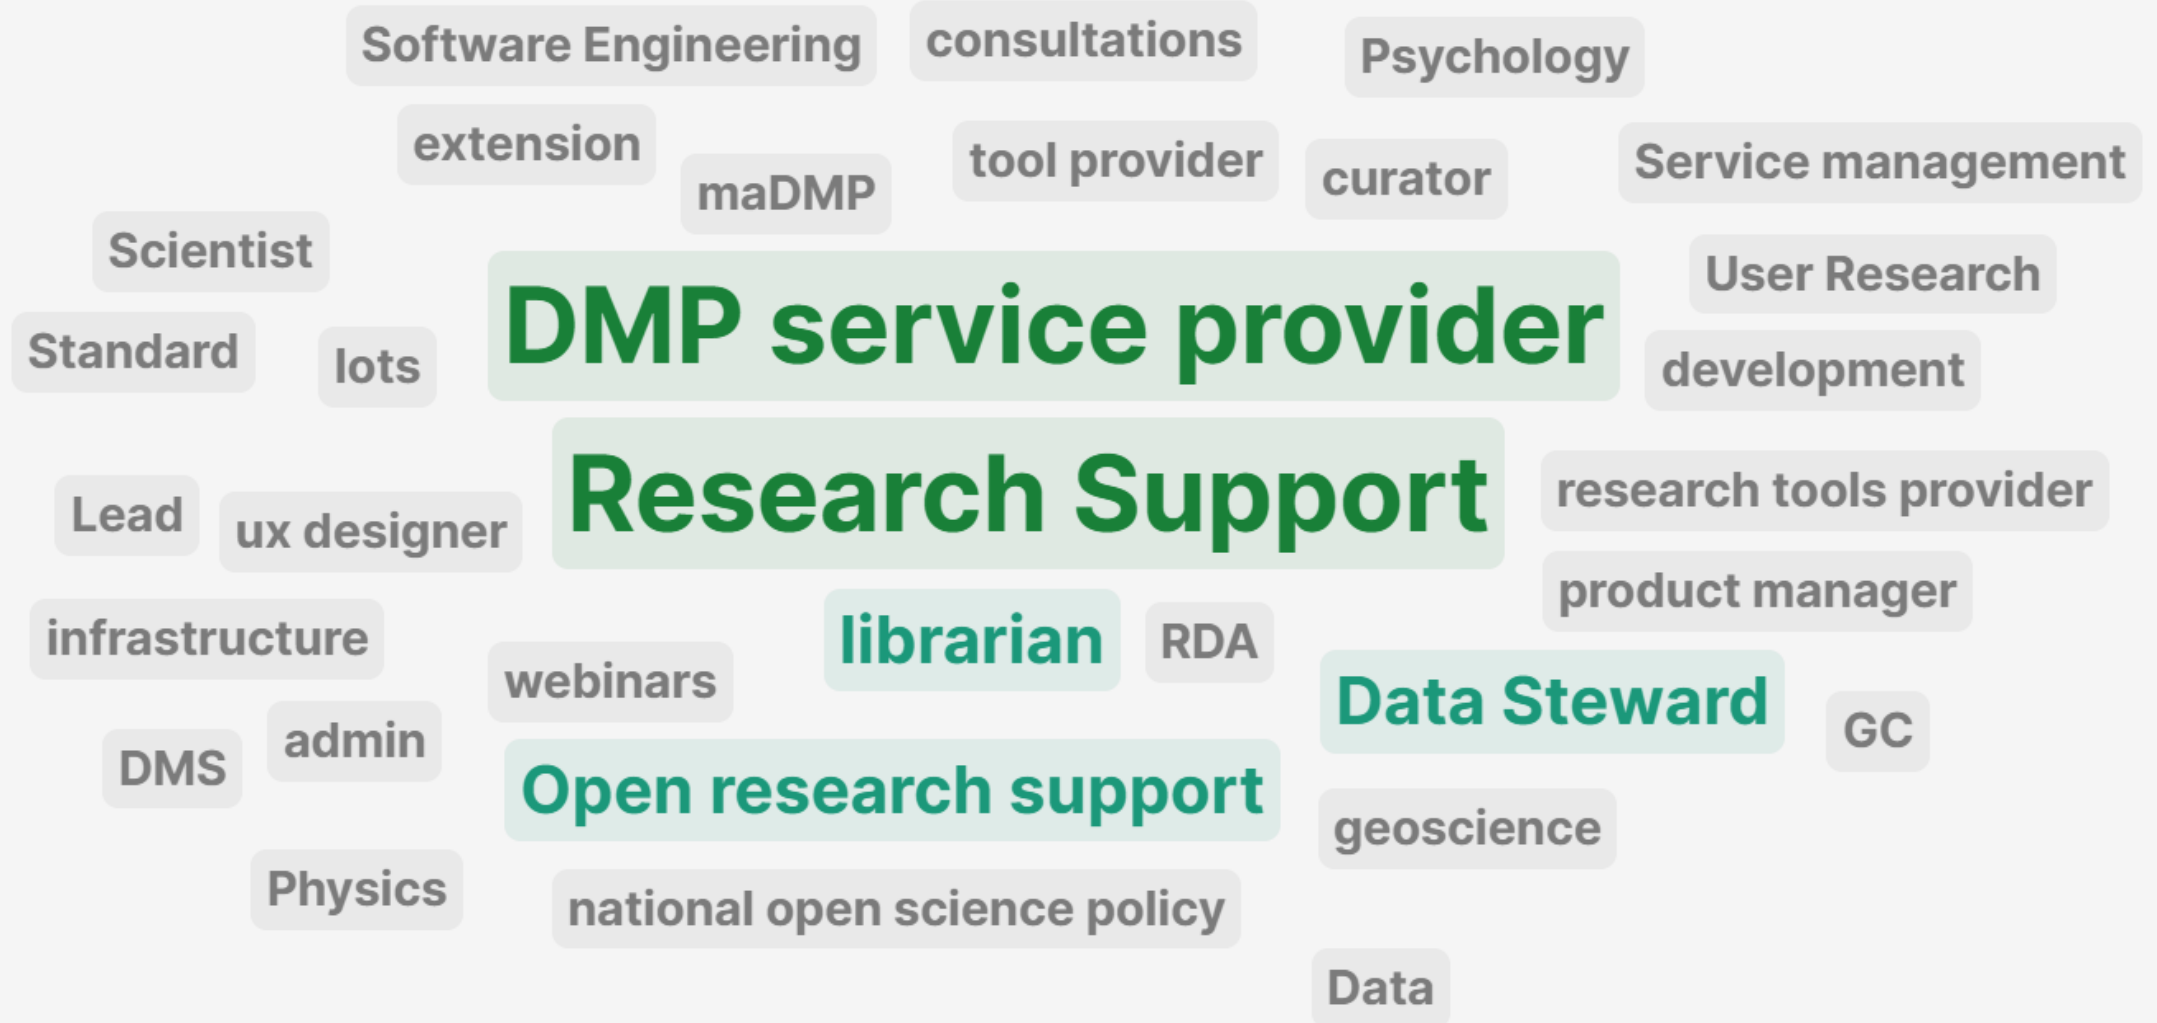 Software Engineering
consultations
Psychology
extension
maDMP
tool provider
curator
Service management
Scientist
DMP service provider
User Research
Standard
lots
development
Research Support
Lead
ux designer
research tools provider
product manager
infrastructure
librarian
RDA
webinars
Data Steward
GC
DMS
admin
Open research support
geoscience
Physics
national open science policy
Data